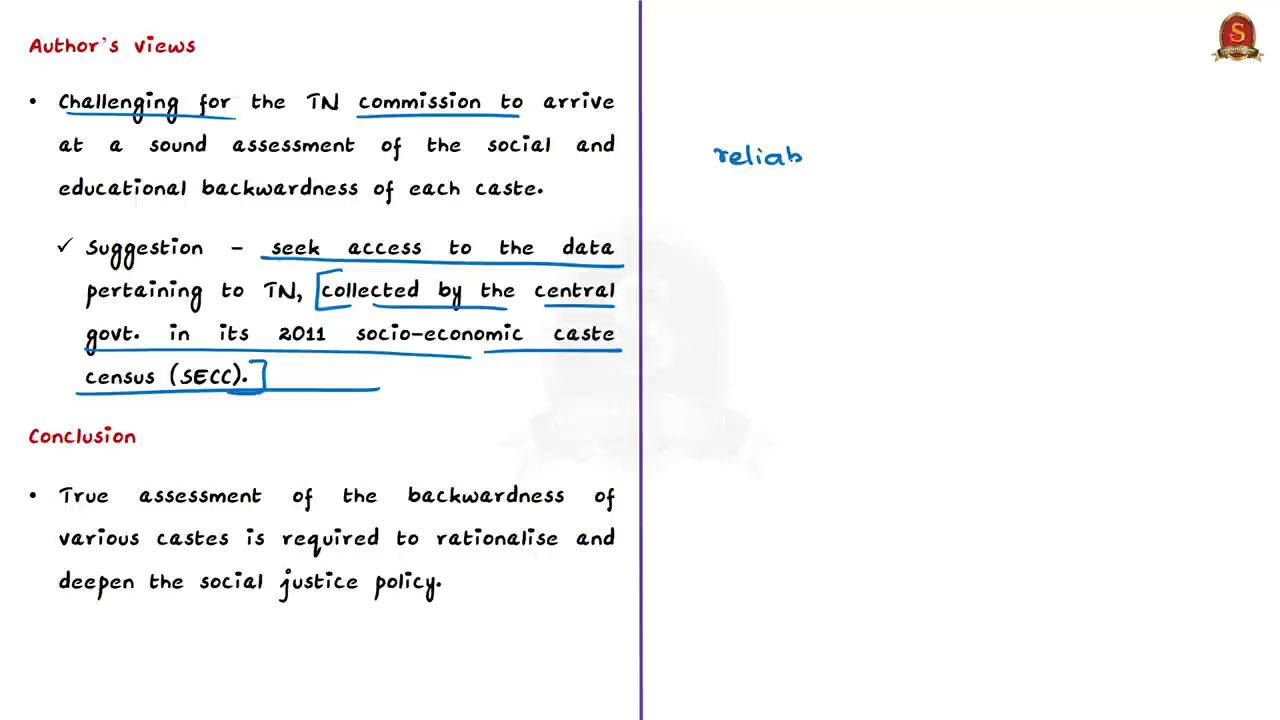 Author's views
• Challenging for the TN commission to arrive
at a sound assessment of the social and
educational backwardness of each caste.
✓ Suggestion - seek access to the data
pertaining to TN, [collected by the central
govt. in its 2011 socio-economic caste
census (SECC).]
Conclusion
• True assessment of the backwardness of
various castes is required to rationalise and
deepen the social justice policy.
reliab
S